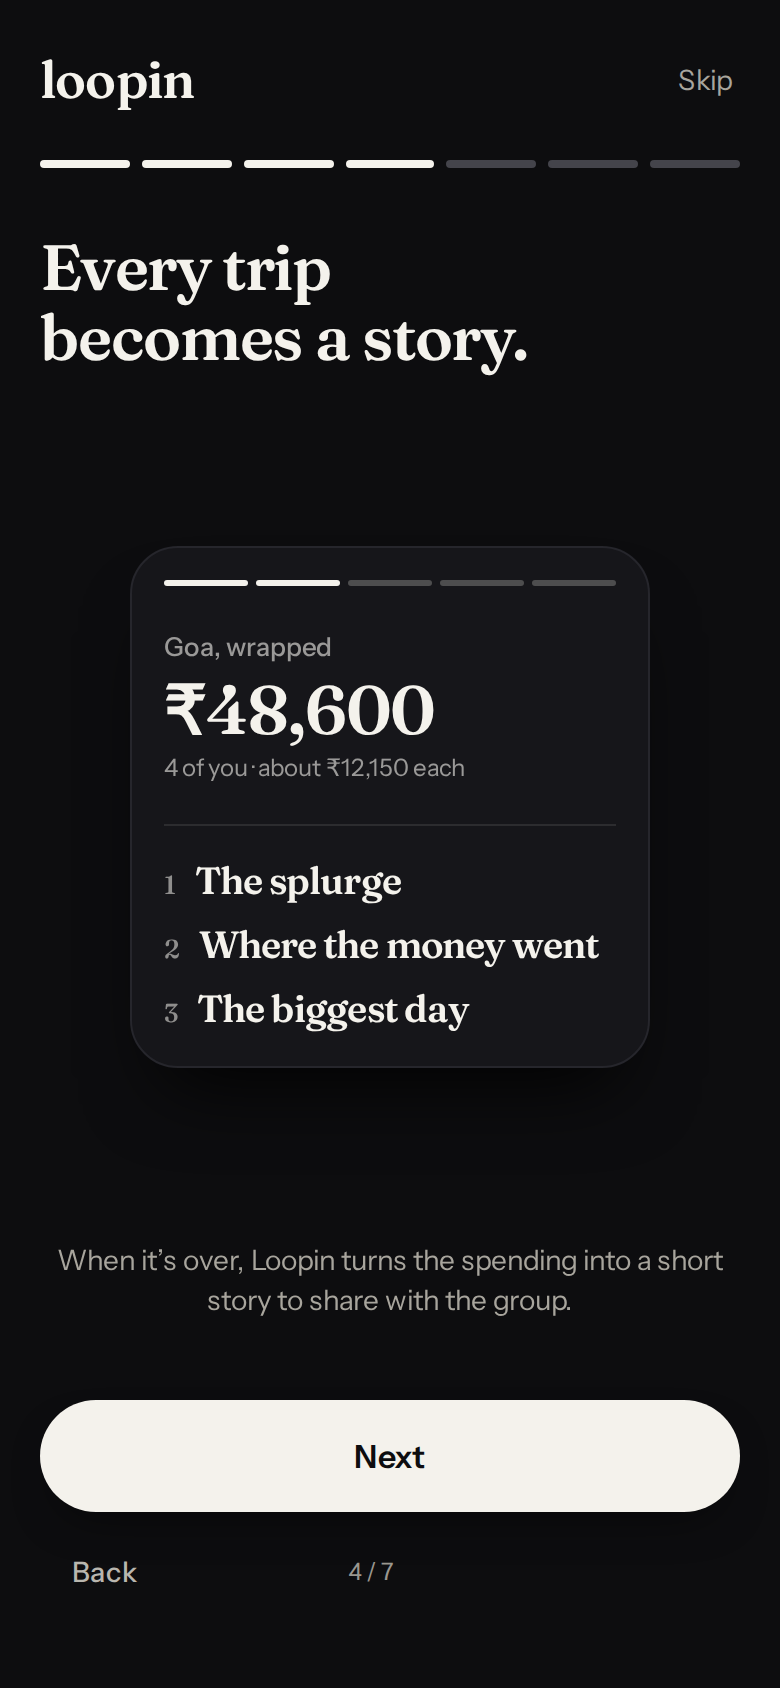 loopin
Skip
Every trip
becomes a story.
Goa, wrapped
₹48,600
4 of you · about ₹12,150 each
1 The splurge
2 Where the money went
3 The biggest day
When it’s over, Loopin turns the spending into a short
story to share with the group.
Next
Back
4 / 7